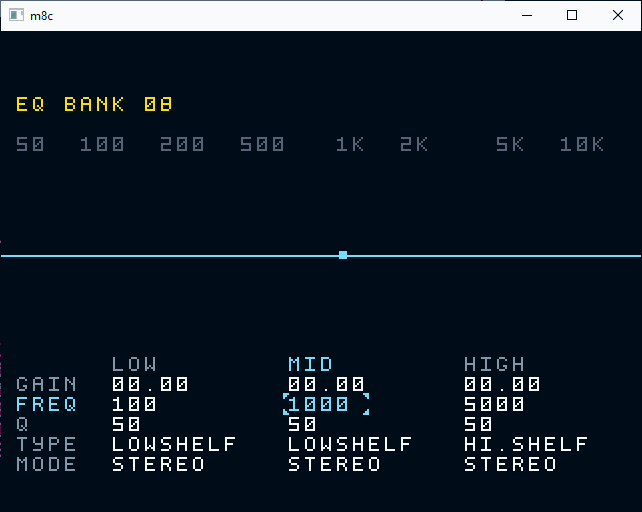 m8c
EQ BANK 08
50 100 200 500 1K 2K 5K 10K
LOW MID HIGH
GAIN 00.00 00.00 00.00
FREQ 100 1000 5000
Q 50 50 50
TYPE LOWSHELF LOWSHELF HI.SHELF
MODE STEREO STEREO STEREO